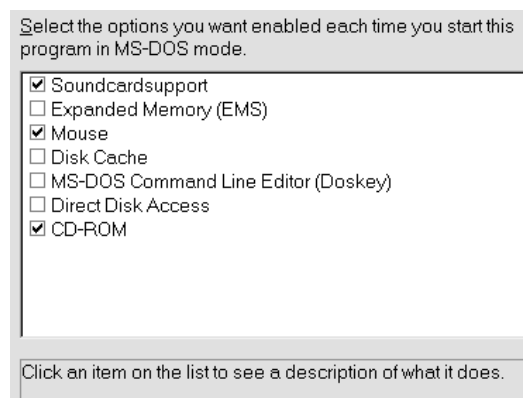 Select the options you want enabled each time you start this
program in MS-DOS mode.
Soundcardsupport
Expanded Memory (EMS)
Mouse
Disk Cache
MS-DOS Command Line Editor (Doskey)
Direct Disk Access
CD-ROM
Click an item on the list to see a description of what it does.